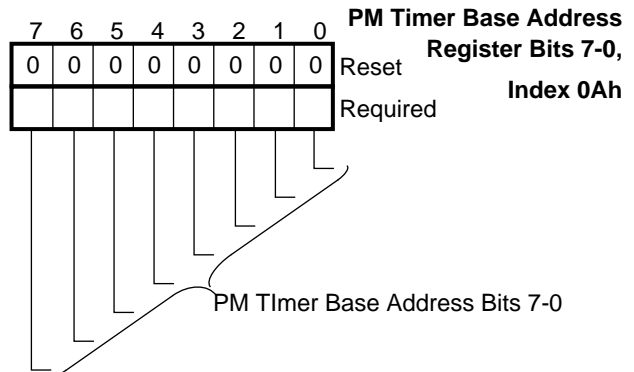 PM Timer Base Address
Register Bits 7-0,
Index 0Ah
7 6 5 4 3 2 1 0
0 0 0 0 0 0 0 0 Reset
Required
PM TImer Base Address Bits 7-0